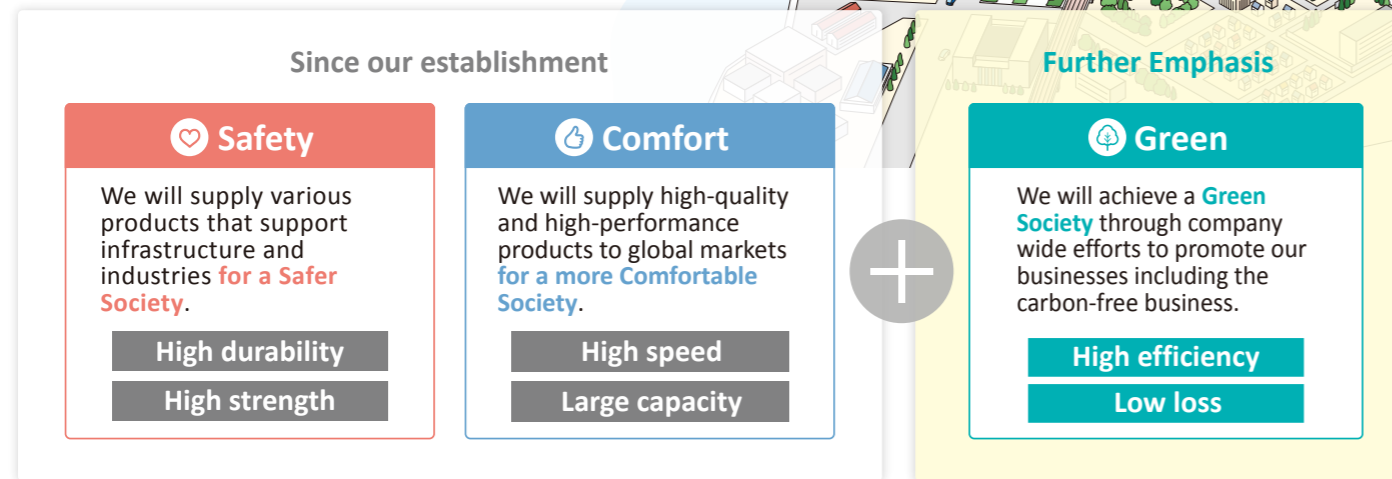 Since our establishment
Safety
We will supply various
products that support
infrastructure and
industries for a Safer
Society.
High durability
High strength
Comfort
We will supply high-quality
and high-performance
products to global markets
for a more Comfortable
Society.
High speed
Large capacity
+
Further Emphasis
Green
We will achieve a Green
Society through company
wide efforts to promote our
businesses including the
carbon-free business.
High efficiency
Low loss